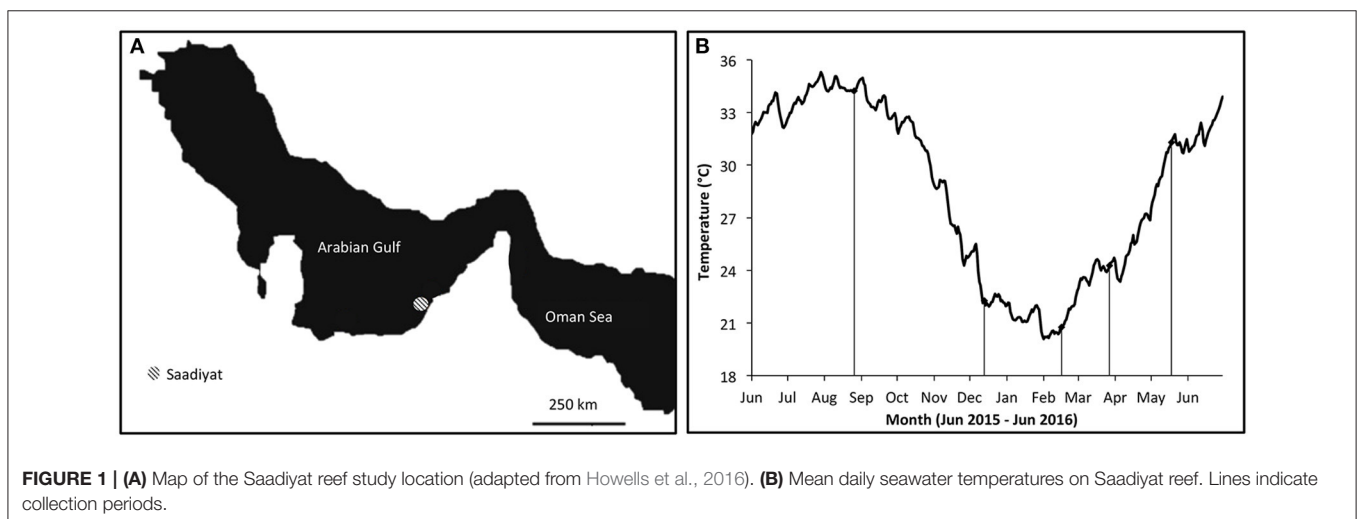 A
Arabian Gulf
Oman Sea
Saadiyat
250 km
B
36
33
30
27
24
21
18
Temperature (°C)
Jun Jul Aug Sep Oct Nov Dec Jan Feb Mar Apr May Jun
Month (Jun 2015 - Jun 2016)
FIGURE 1 | (A) Map of the Saadiyat reef study location (adapted from Howells et al., 2016). (B) Mean daily seawater temperatures on Saadiyat reef. Lines indicate
collection periods.